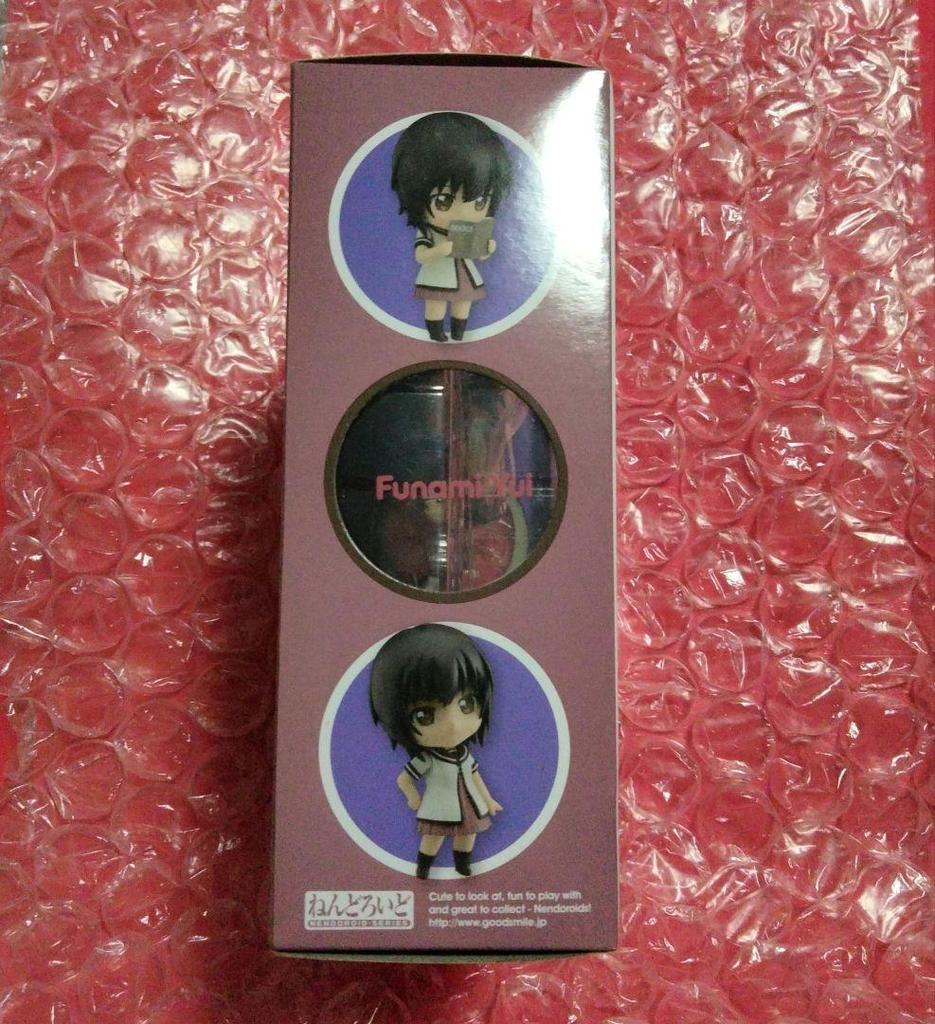 Funami Yui
ねんどろいど
NENDOROID SERIES
Cute to look at, fun to play with
and great to collect - Nendoroids!
http://www.goodsmile.jp